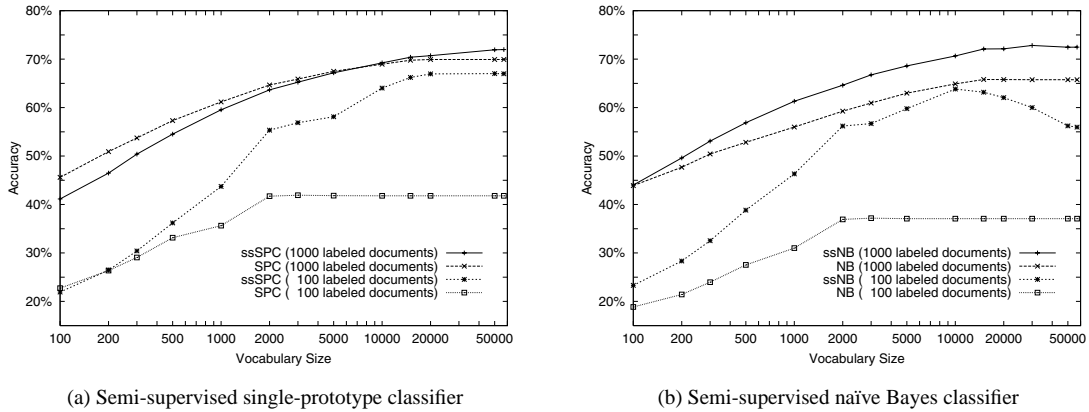 80%
70%
60%
50%
40%
30%
20%
Accuracy
ssSPC (1000 labeled documents)
SPC (1000 labeled documents)
ssSPC ( 100 labeled documents)
SPC ( 100 labeled documents)
100 200 500 1000 2000 5000 10000 20000 50000
Vocabulary Size
(a) Semi-supervised single-prototype classifier
80%
70%
60%
50%
40%
30%
20%
Accuracy
ssNB (1000 labeled documents)
NB (1000 labeled documents)
ssNB ( 100 labeled documents)
NB ( 100 labeled documents)
100 200 500 1000 2000 5000 10000 20000 50000
Vocabulary Size
(b) Semi-supervised naïve Bayes classifier